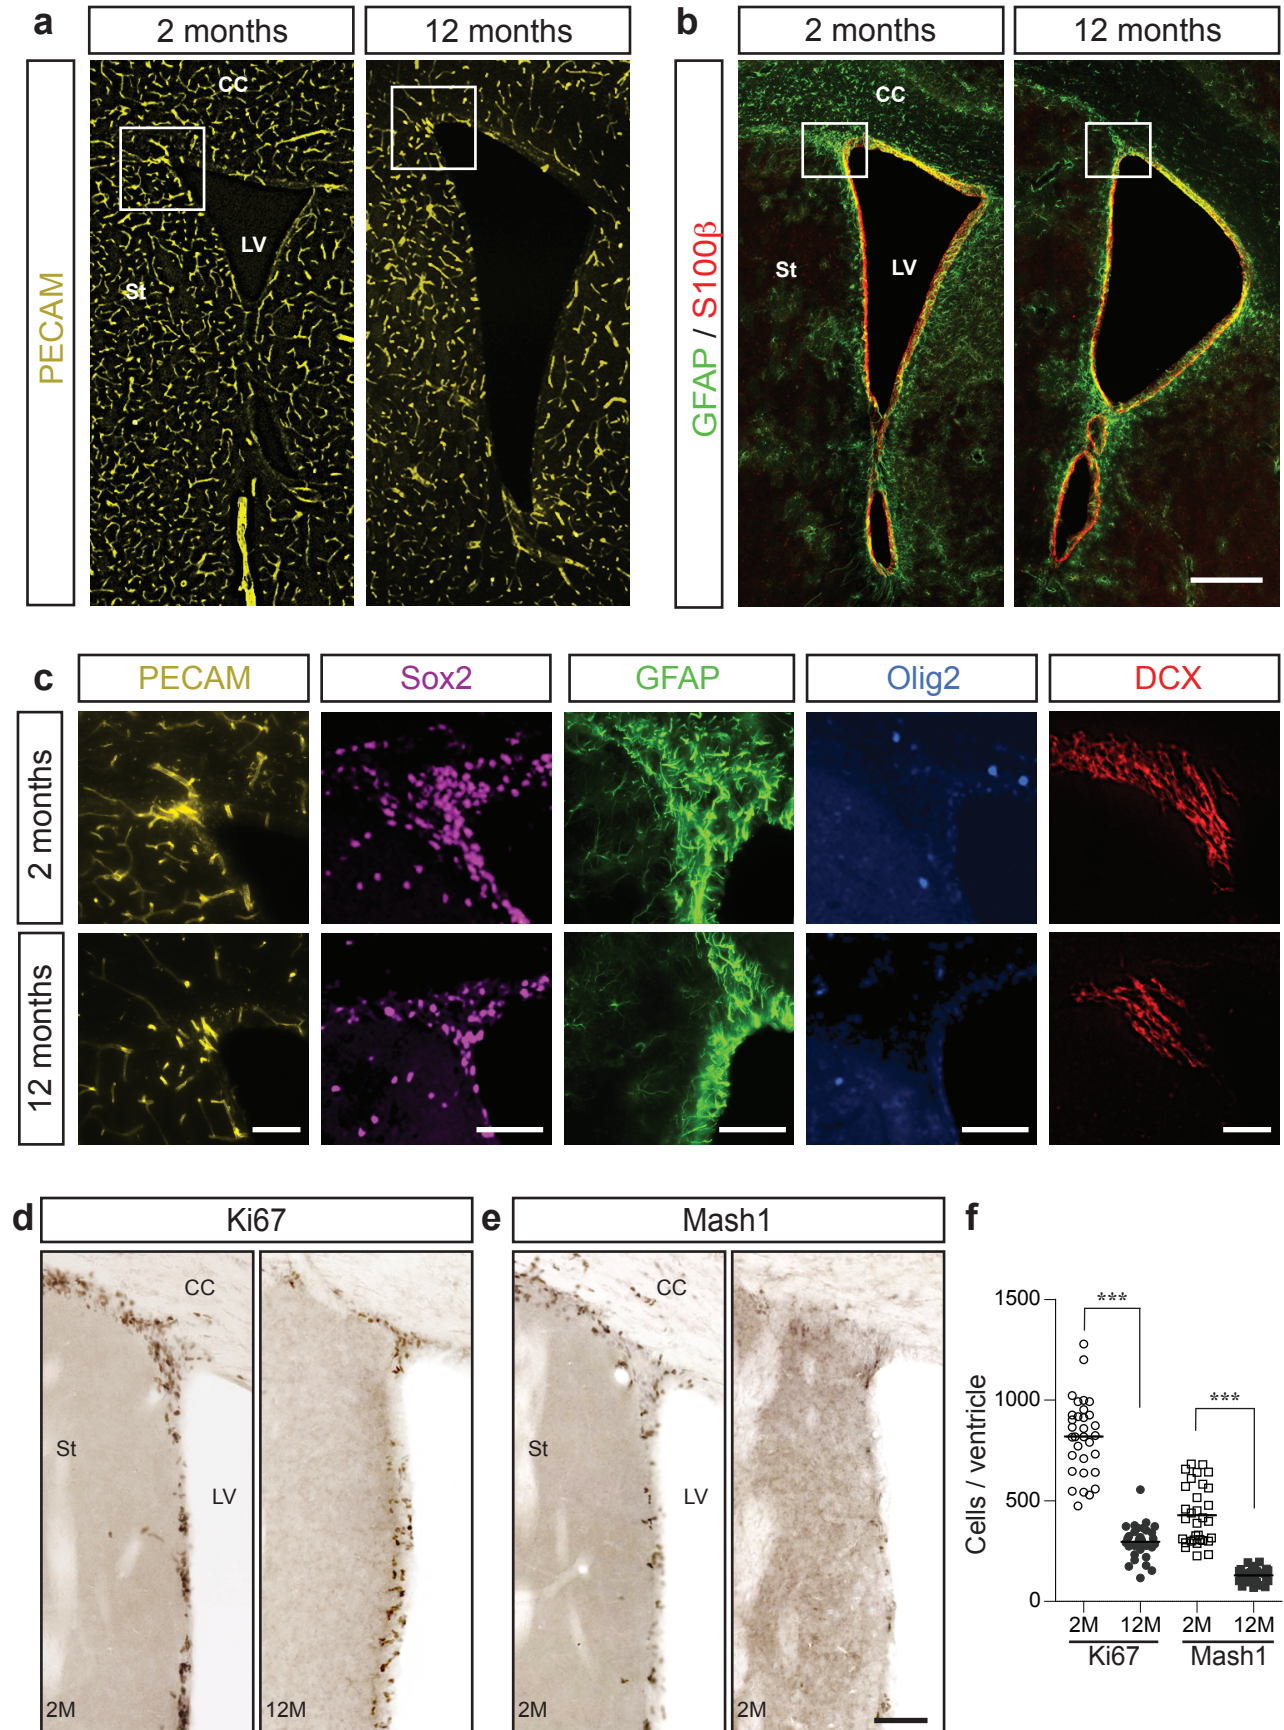 a
2 months
12 months
PECAM
CC
LV
St
b
2 months
12 months
GFAP / S100β
CC
LV
St
c
PECAM
Sox2
GFAP
Olig2
DCX
2 months
12 months
d
Ki67
CC
St
LV
2M
12M
e
Mash1
CC
St
LV
2M
2M
f
Cells / ventricle
1500
1000
500
0
***
***
2M
12M
2M
12M
Ki67
Mash1